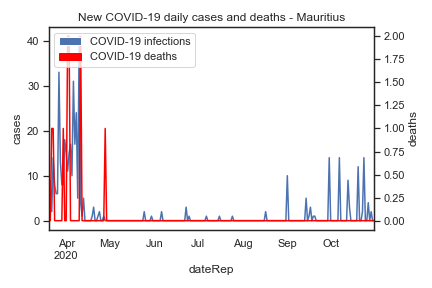 New COVID-19 daily cases and deaths - Mauritius
COVID-19 infections
COVID-19 deaths
cases
40
30
20
10
0
2.00
1.75
1.50
1.25
1.00
0.75
0.50
0.25
0.00
deaths
Apr May Jun Jul Aug Sep Oct
2020
dateRep